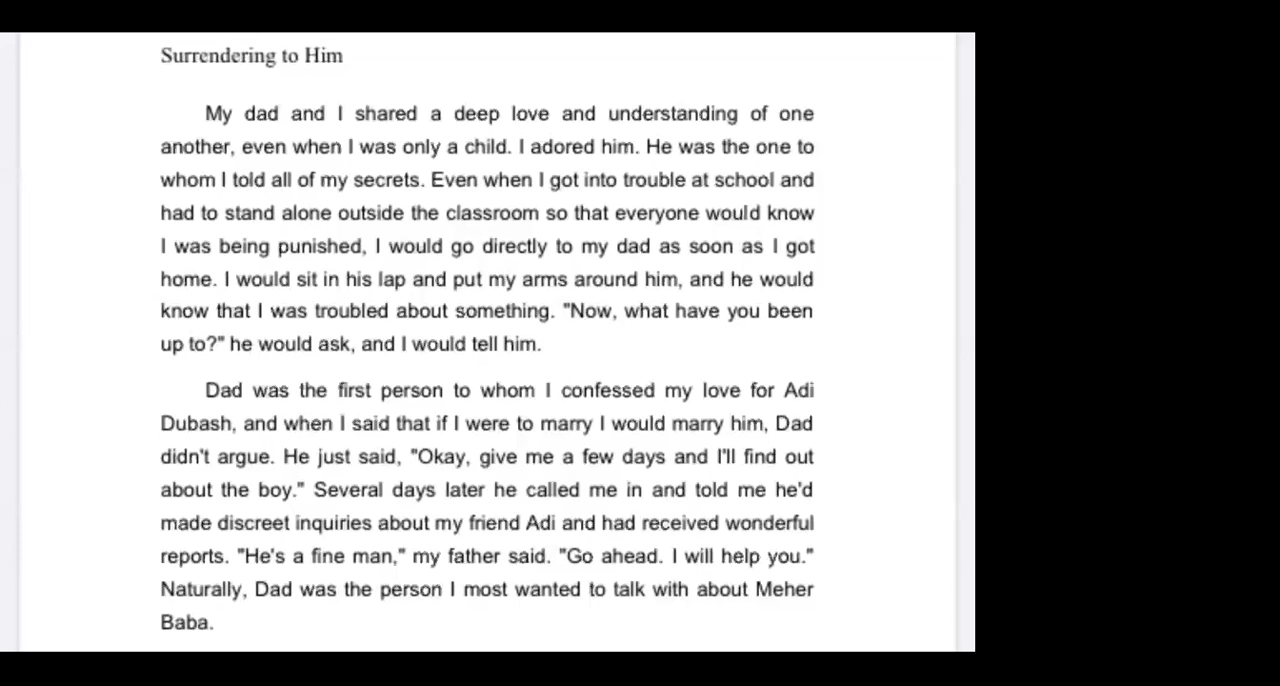 Surrendering to Him
My dad and I shared a deep love and understanding of one
another, even when I was only a child. I adored him. He was the one to
whom I told all of my secrets. Even when I got into trouble at school and
had to stand alone outside the classroom so that everyone would know
I was being punished, I would go directly to my dad as soon as I got
home. I would sit in his lap and put my arms around him, and he would
know that I was troubled about something. "Now, what have you been
up to?" he would ask, and I would tell him.
Dad was the first person to whom I confessed my love for Adi
Dubash, and when I said that if I were to marry I would marry him, Dad
didn't argue. He just said, "Okay, give me a few days and I'll find out
about the boy." Several days later he called me in and told me he'd
made discreet inquiries about my friend Adi and had received wonderful
reports. "He's a fine man," my father said. "Go ahead. I will help you."
Naturally, Dad was the person I most wanted to talk with about Meher
Baba.